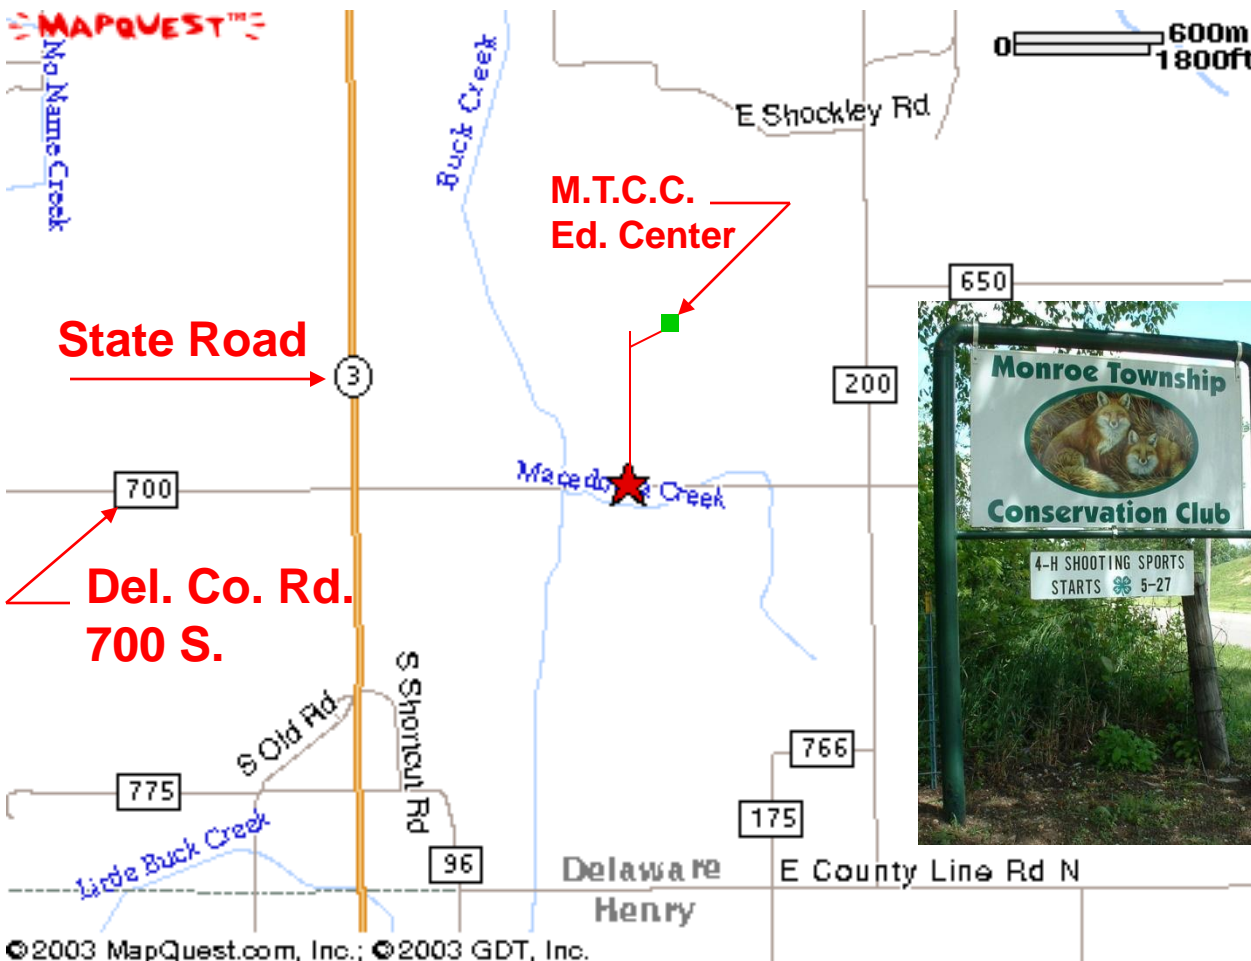 MAPQUEST™
0 600m
1800ft
No Name Creek
Buck Creek
E Shockley Rd
M.T.C.C.
Ed. Center
650
State Road
3
200
Monroe Township
Conservation Club
4-H SHOOTING SPORTS
STARTS 5-27
700
Creek
Del. Co. Rd.
700 S.
S Old Rd
S Shortcut Rd
766
775
175
Little Buck Creek
96
Delaware
E County Line Rd N
Henry
©2003 MapQuest.com, Inc.; ©2003 GDT, Inc.